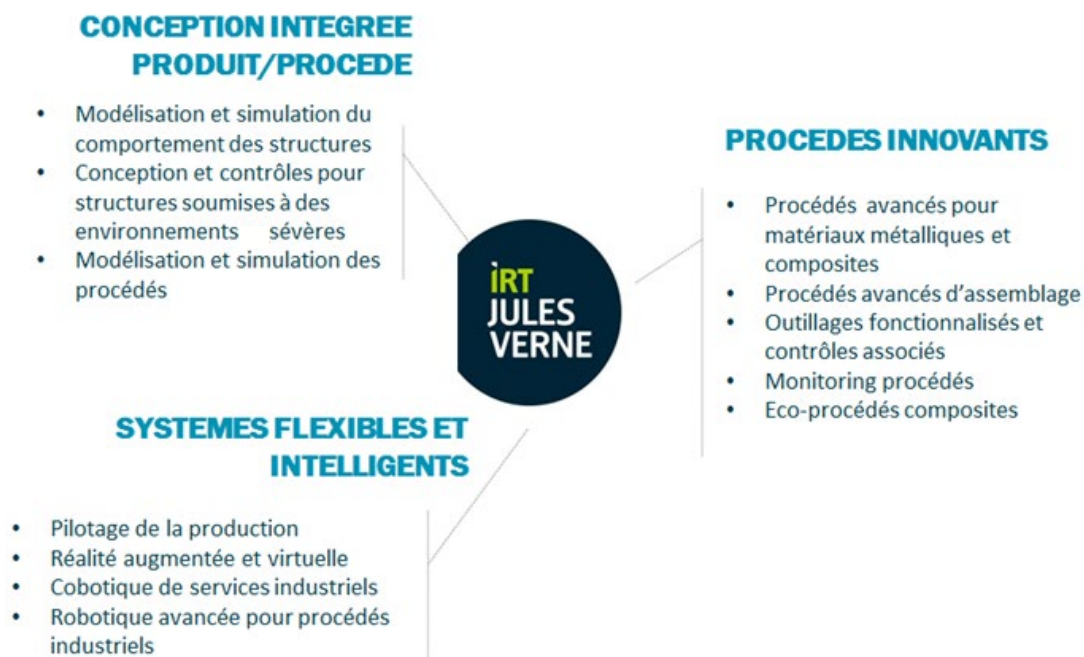 CONCEPTION INTEGREE
PRODUIT/PROCEDE
• Modélisation et simulation du
comportement des structures
• Conception et contrôles pour
structures soumises à des
environnements sévères
• Modélisation et simulation des
procédés
PROCEDES INNOVANTS
• Procédés avancés pour
matériaux métalliques et
composites
• Procédés avancés d’assemblage
• Outillages fonctionnalisés et
contrôles associés
• Monitoring procédés
• Eco-procédés composites
iRT
JULES
VERNE
SYSTEMES FLEXIBLES ET
INTELLIGENTS
• Pilotage de la production
• Réalité augmentée et virtuelle
• Cobotique de services industriels
• Robotique avancée pour procédés
industriels